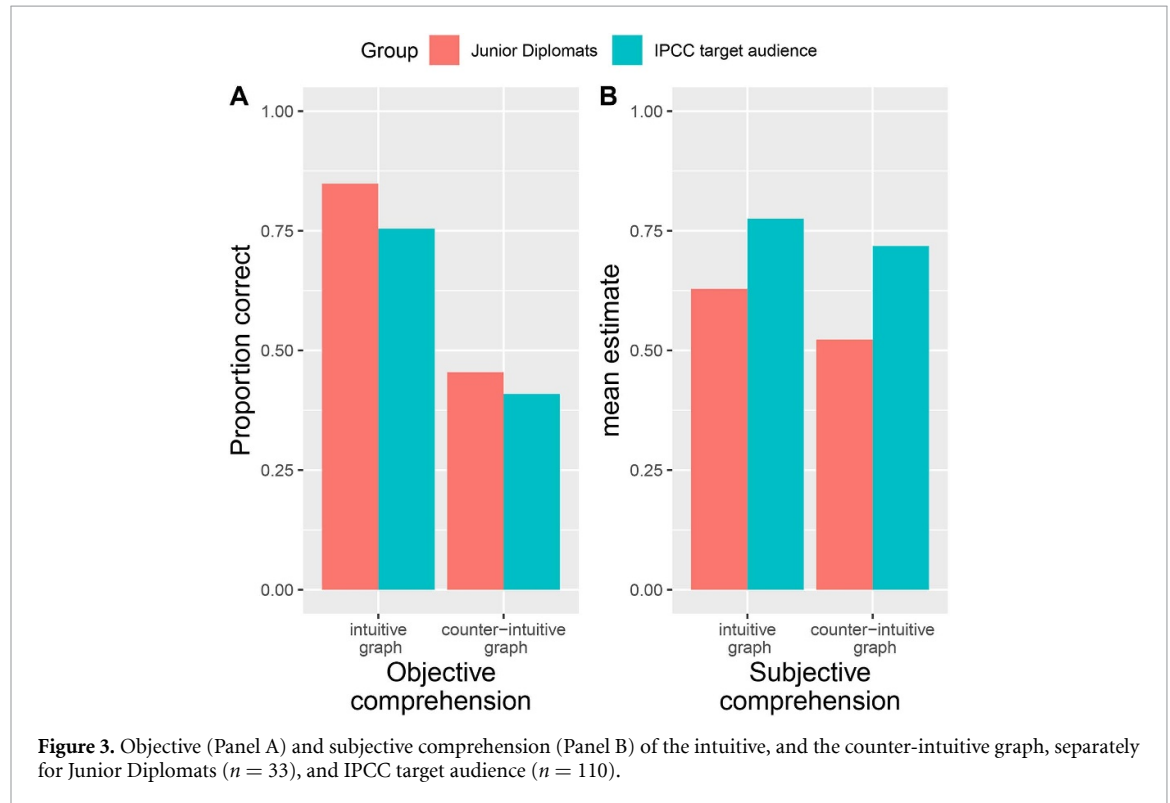 Group Junior Diplomats IPCC target audience
A
1.00
0.75
0.50
0.25
0.00
Proportion correct
intuitive graph
counter-intuitive graph
Objective comprehension
B
1.00
0.75
0.50
0.25
0.00
mean estimate
intuitive graph
counter-intuitive graph
Subjective comprehension
Figure 3. Objective (Panel A) and subjective comprehension (Panel B) of the intuitive, and the counter-intuitive graph, separately
for Junior Diplomats (n = 33), and IPCC target audience (n = 110).